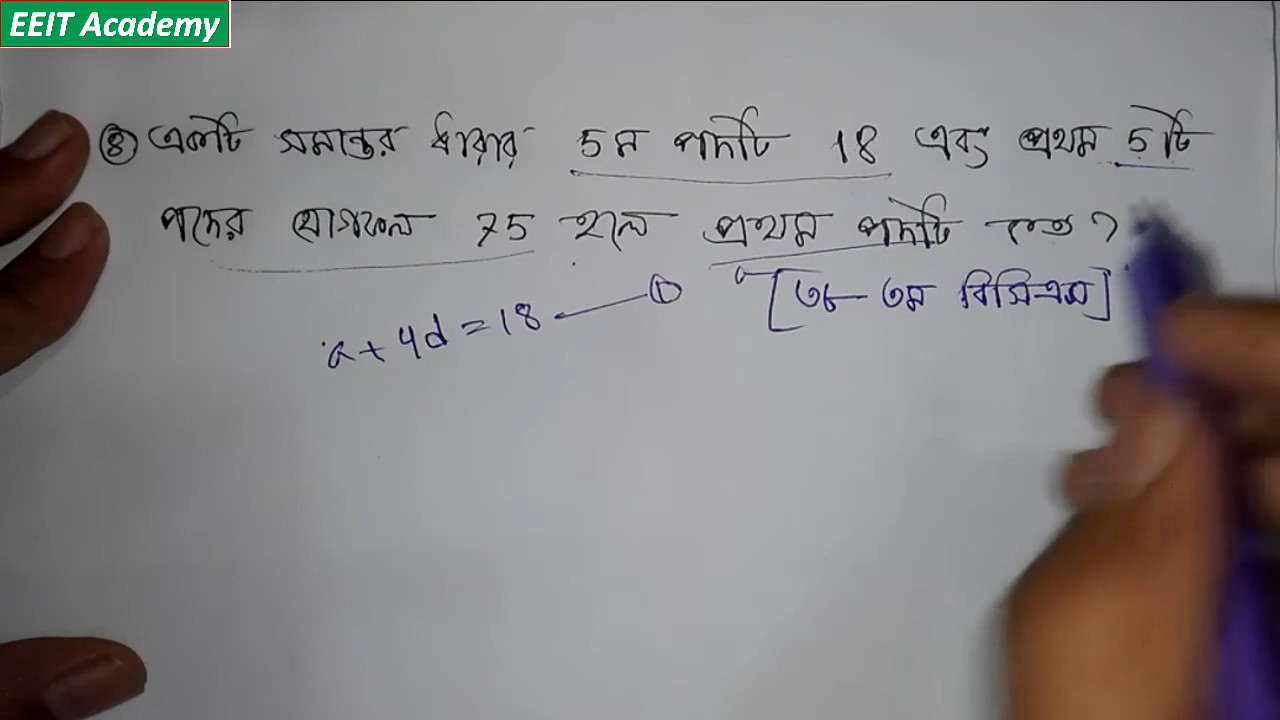 EEIT Academy
৪ একটি সমান্তর ধারার 5ম পদটি 18 এবং প্রথম 5টি
পদের যোগফল 75 হলে প্রথম পদটি কত?
a [৩৮ তম বিসিএস]
a + 4d = 18 — ①